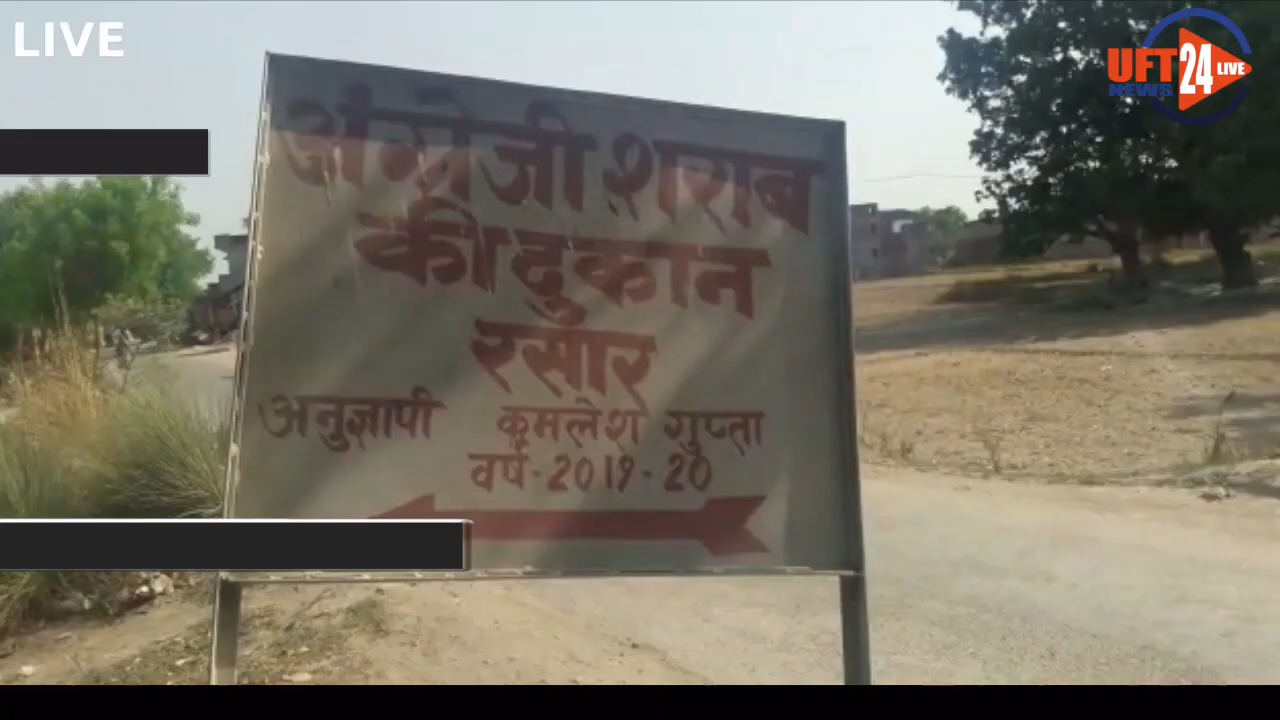 LIVE
UFT 24 LIVE
NEWS
अंग्रेजी शराब
की दुकान
रसार
अनुज्ञापी कमलेश गुप्ता
वर्ष-2019-20